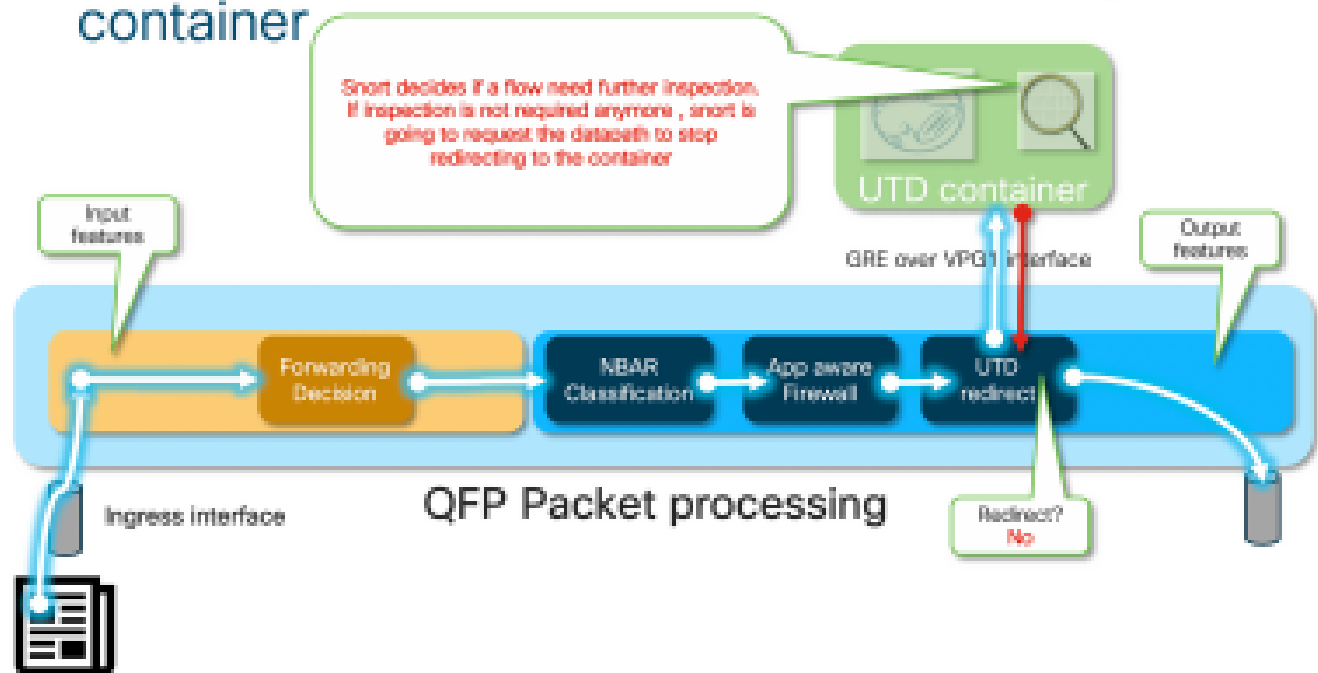 container
Snort decides if a flow need further inspection.
If inspection is not required anymore , snort is
going to request the datapath to stop
redirecting to the container
UTD container
Input
features
Output
features
GRE over VPG1 interface
Forwarding
Decision
NBAR
Classification
App aware
Firewall
UTD
redirect
Ingress interface
QFP Packet processing
Redirect?
No